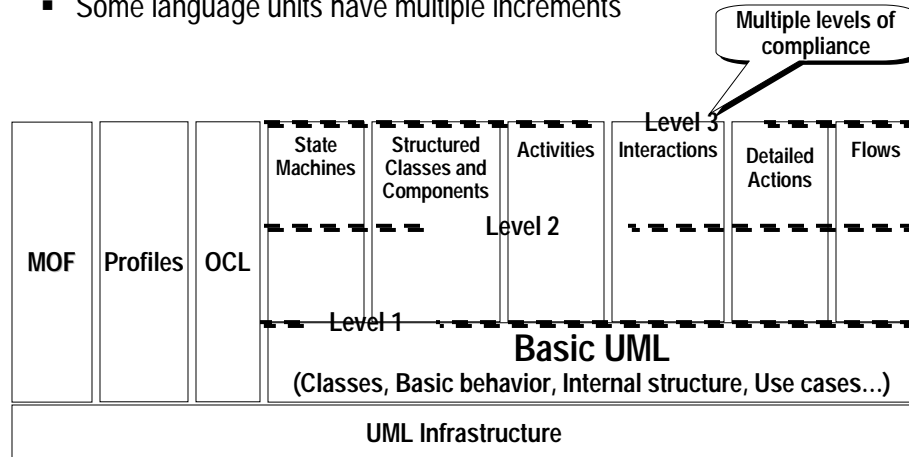 ▪ Some language units have multiple increments
Multiple levels of
compliance
Level 3
State
Machines
Structured
Classes and
Components
Activities
Interactions
Detailed
Actions
Flows
Level 2
MOF
Profiles
OCL
Level 1
Basic UML
(Classes, Basic behavior, Internal structure, Use cases…)
UML Infrastructure